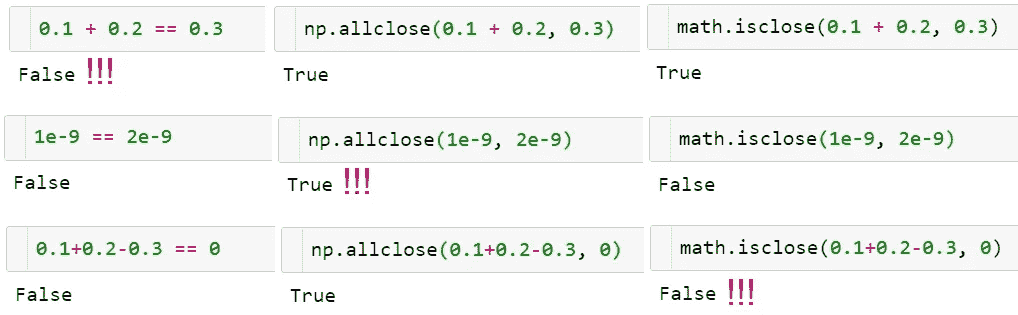 0.1 + 0.2 == 0.3
np.allclose(0.1 + 0.2, 0.3)
math.isclose(0.1 + 0.2, 0.3)
False !!!
True
True
1e-9 == 2e-9
np.allclose(1e-9, 2e-9)
math.isclose(1e-9, 2e-9)
False
True !!!
False
0.1+0.2-0.3 == 0
np.allclose(0.1+0.2-0.3, 0)
math.isclose(0.1+0.2-0.3, 0)
False
True
False !!!